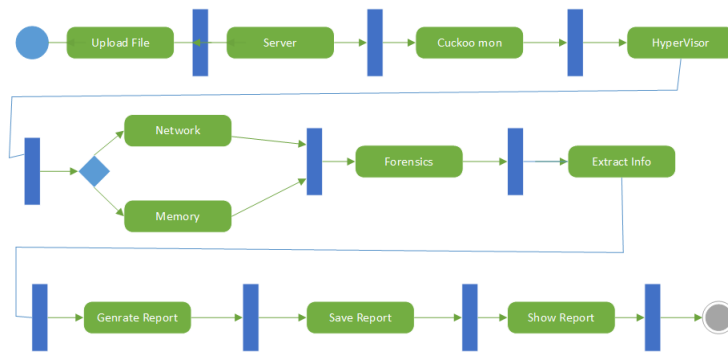 Upload File
Server
Cuckoo mon
HyperVisor
Network
Memory
Forensics
Extract Info
Genrate Report
Save Report
Show Report